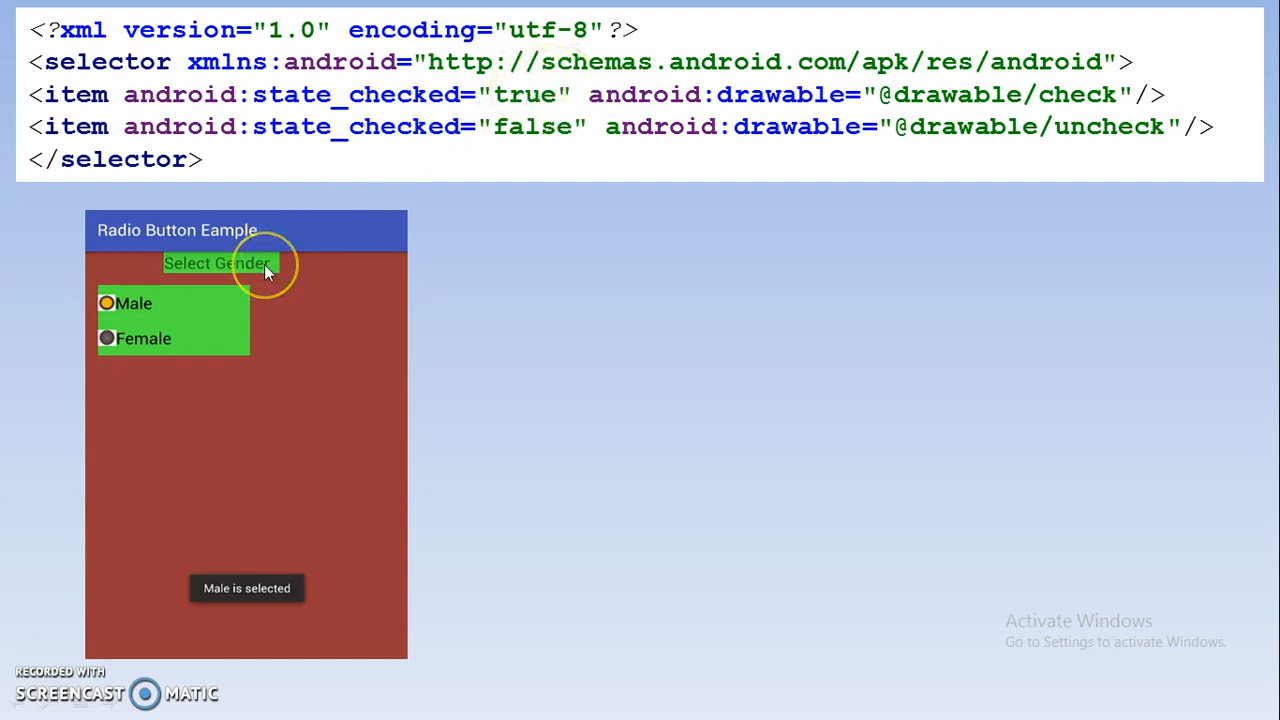 <?xml version="1.0" encoding="utf-8"?>
<selector xmlns:android="http://schemas.android.com/apk/res/android">
<item android:state_checked="true" android:drawable="@drawable/check"/>
<item android:state_checked="false" android:drawable="@drawable/uncheck"/>
</selector>
Radio Button Eample
Select Gender
Male
Female
Male is selected
Activate Windows
Go to Settings to activate Windows.
RECORDED WITH
SCREENCAST MATIC